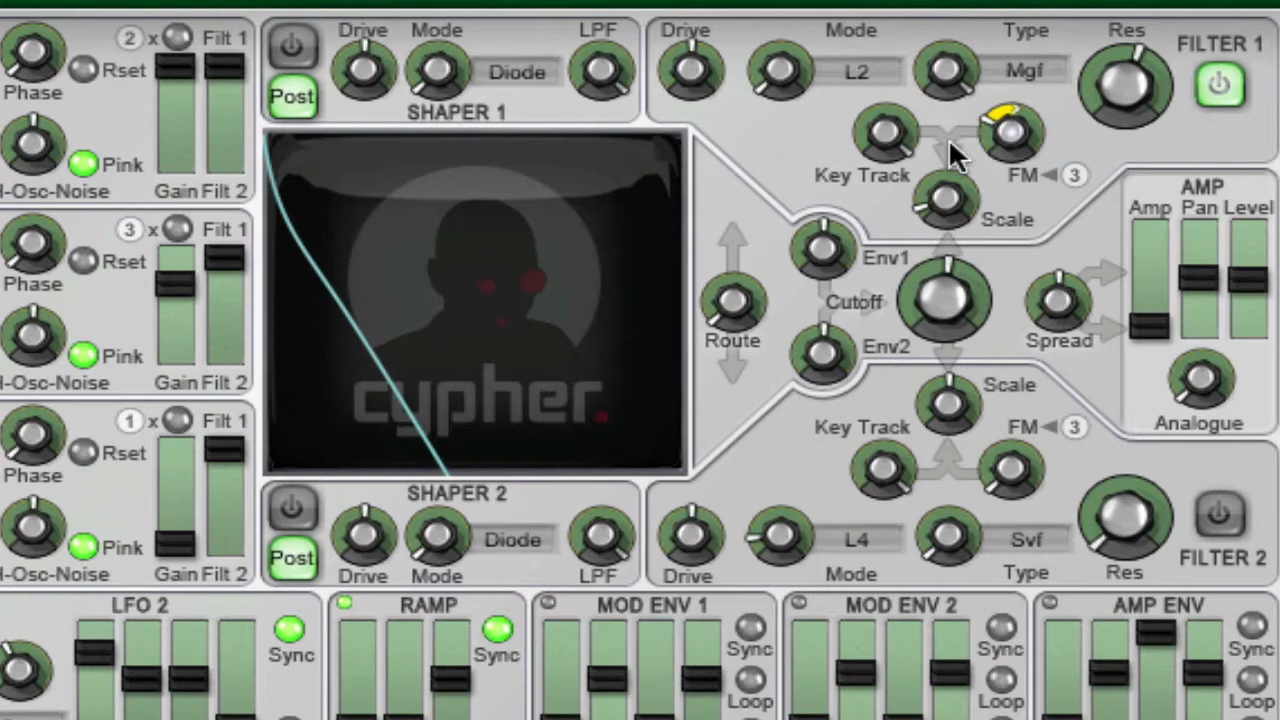 2 x Filt 1
Rset
Phase
Pink
H-Osc-Noise Gain Filt 2
3 x Filt 1
Rset
Phase
Pink
H-Osc-Noise Gain Filt 2
1 x Filt 1
Rset
Phase
Pink
H-Osc-Noise Gain Filt 2
Drive Mode LPF
Diode
Post
SHAPER 1
cypher.
SHAPER 2
Post
Diode
Drive Mode LPF
Drive Mode Type Res
FILTER 1
L2 Mgf
Key Track FM 3
Scale
Env1
Cutoff
Env2
Route
Spread
AMP
Amp Pan Level
Analogue
Scale
Key Track FM 3
L4 Svf
FILTER 2
Drive Mode Type Res
LFO 2
Sync
RAMP
Sync
MOD ENV 1
Sync
Loop
MOD ENV 2
Sync
Loop
AMP ENV
Sync
Loop